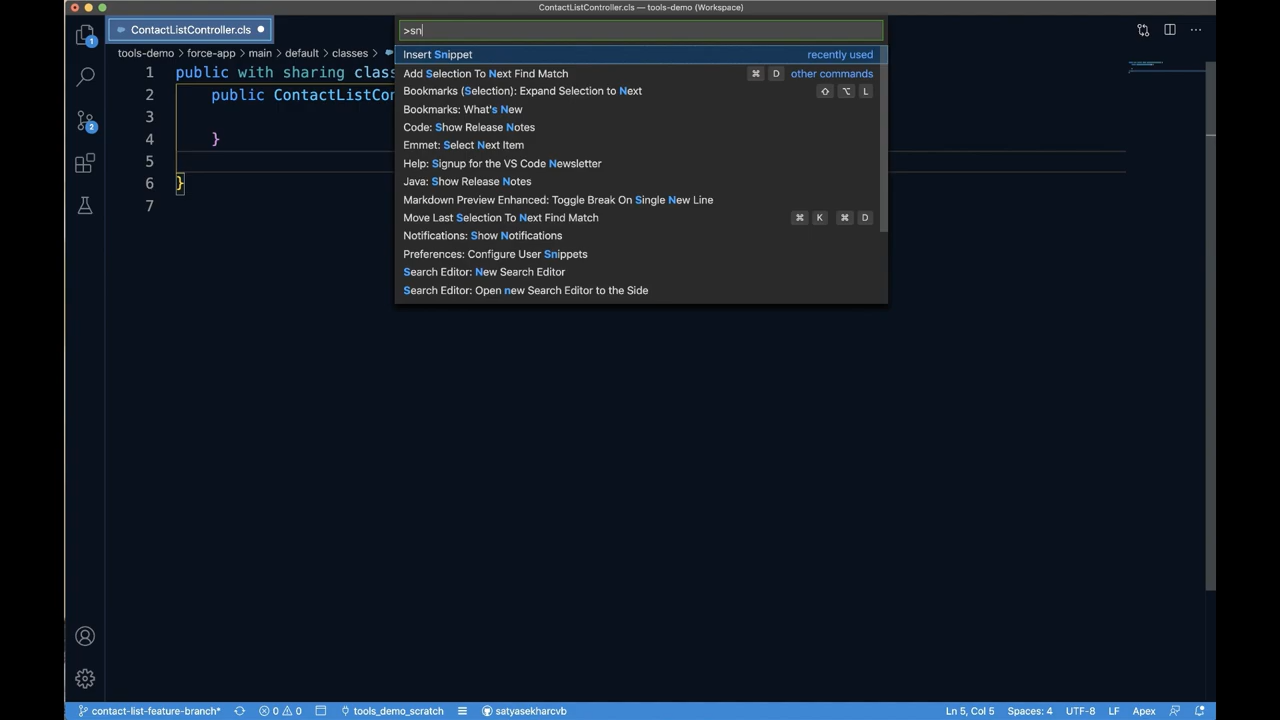 ContactListController.cls — tools-demo (Workspace)
ContactListController.cls
>sn
tools-demo > force-app > main > default > classes >
Insert Snippet recently used
Add Selection To Next Find Match ⌘ D other commands
Bookmarks (Selection): Expand Selection to Next ⇧ ⌥ L
Bookmarks: What's New
Code: Show Release Notes
Emmet: Select Next Item
Help: Signup for the VS Code Newsletter
Java: Show Release Notes
Markdown Preview Enhanced: Toggle Break On Single New Line
Move Last Selection To Next Find Match ⌘ K ⌘ D
Notifications: Show Notifications
Preferences: Configure User Snippets
Search Editor: New Search Editor
Search Editor: Open new Search Editor to the Side
1 public with sharing clas
2 public ContactListCo
3
4 }
5
6 }
7
1
2
contact-list-feature-branch* 0 0 tools_demo_scratch satyasekharcvb Ln 5, Col 5 Spaces: 4 UTF-8 LF Apex